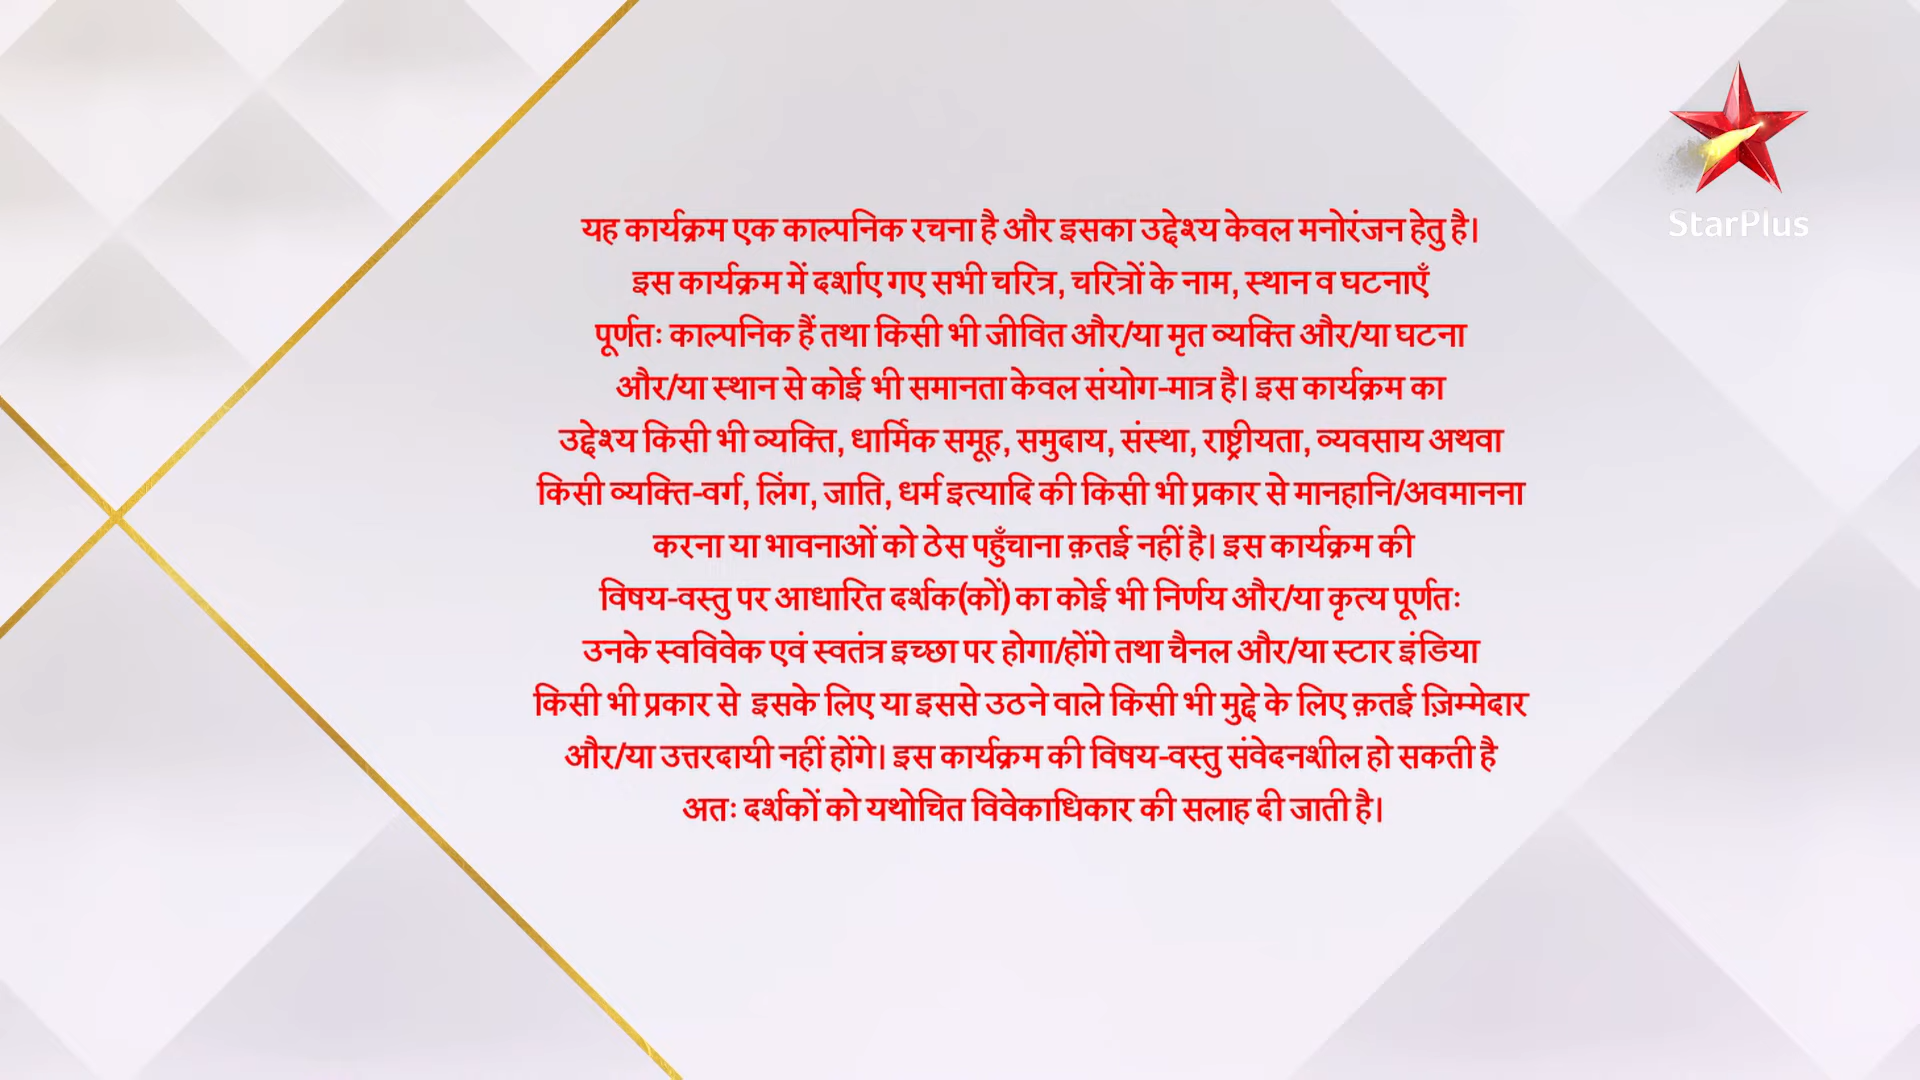 StarPlus
यह कार्यक्रम एक काल्पनिक रचना है और इसका उद्देश्य केवल मनोरंजन हेतु है।
इस कार्यक्रम में दर्शाए गए सभी चरित्र, चरित्रों के नाम, स्थान व घटनाएँ
पूर्णतः काल्पनिक हैं तथा किसी भी जीवित और/या मृत व्यक्ति और/या घटना
और/या स्थान से कोई भी समानता केवल संयोग-मात्र है। इस कार्यक्रम का
उद्देश्य किसी भी व्यक्ति, धार्मिक समूह, समुदाय, संस्था, राष्ट्रीयता, व्यवसाय अथवा
किसी व्यक्ति-वर्ग, लिंग, जाति, धर्म इत्यादि की किसी भी प्रकार से मानहानि/अवमानना
करना या भावनाओं को ठेस पहुँचाना क़तई नहीं है। इस कार्यक्रम की
विषय-वस्तु पर आधारित दर्शक(कों) का कोई भी निर्णय और/या कृत्य पूर्णतः
उनके स्वविवेक एवं स्वतंत्र इच्छा पर होगा/होंगे तथा चैनल और/या स्टार इंडिया
किसी भी प्रकार से इसके लिए या इससे उठने वाले किसी भी मुद्दे के लिए क़तई ज़िम्मेदार
और/या उत्तरदायी नहीं होंगे। इस कार्यक्रम की विषय-वस्तु संवेदनशील हो सकती है
अतः दर्शकों को यथोचित विवेकाधिकार की सलाह दी जाती है।